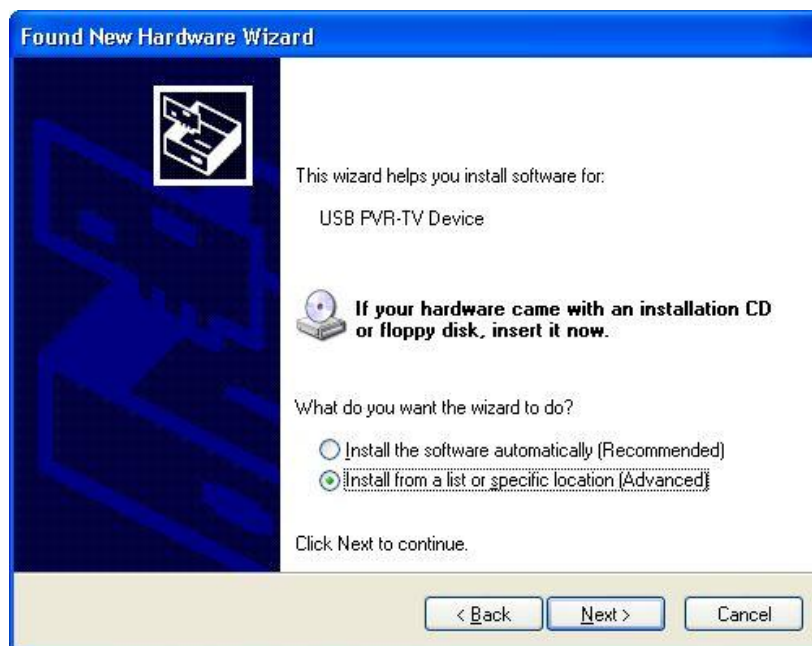 Found New Hardware Wizard
This wizard helps you install software for:
USB PVR-TV Device
If your hardware came with an installation CD
or floppy disk, insert it now.
What do you want the wizard to do?
Install the software automatically (Recommended)
Install from a list or specific location (Advanced)
Click Next to continue.
< Back Next > Cancel